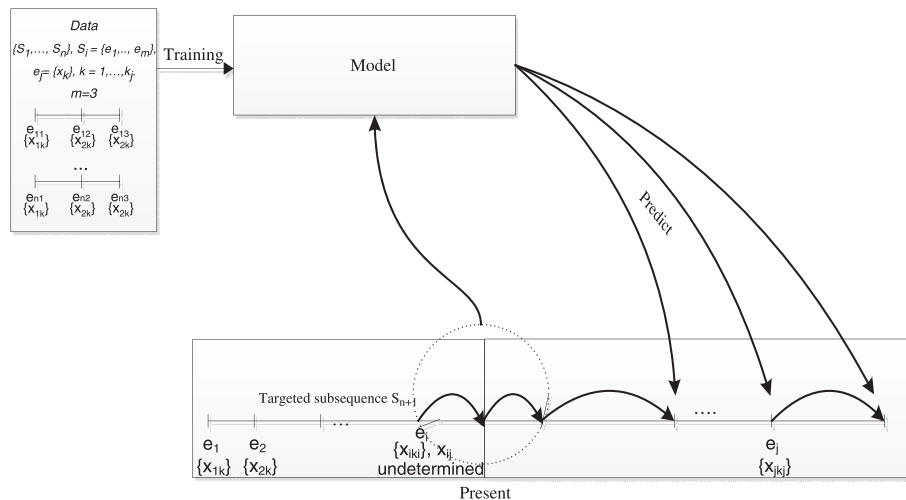 Data
{S1,..., Sn}, Si = {e1,.., em},
ej= {xk}, k = 1,...,kj.
m=3
e11 e12 e13
{x1k} {x2k} {x2k}
...
en1 en2 en3
{x1k} {x2k} {x2k}
Training
Model
Predict
Targeted subsequence Sn+1
... ....
e1 e2 ei ej
{x1k} {x2k} {xiki}, xij {xjkj}
undetermined
Present